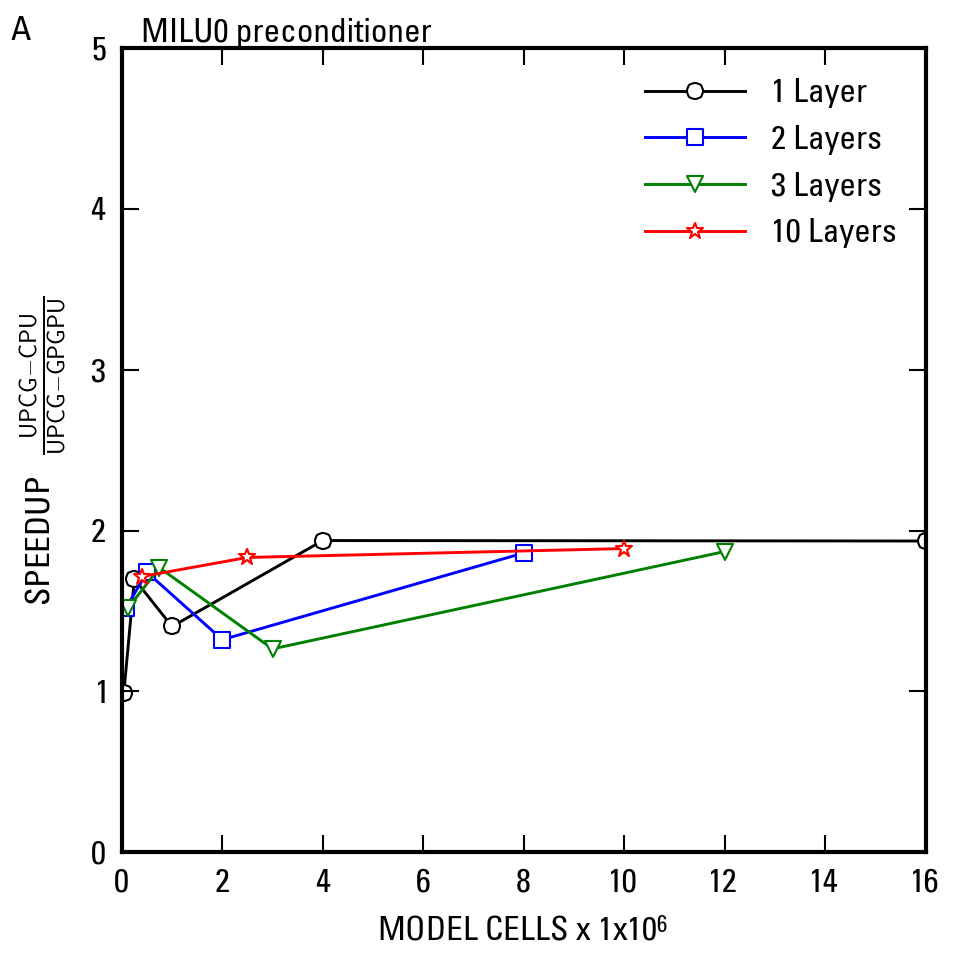 A
MILU0 preconditioner
5
4
3
2
1
0
1 Layer
2 Layers
3 Layers
10 Layers
SPEEDUP UPCG–CPU
UPCG–GPGPU
0 2 4 6 8 10 12 14 16
MODEL CELLS x 1x10⁶